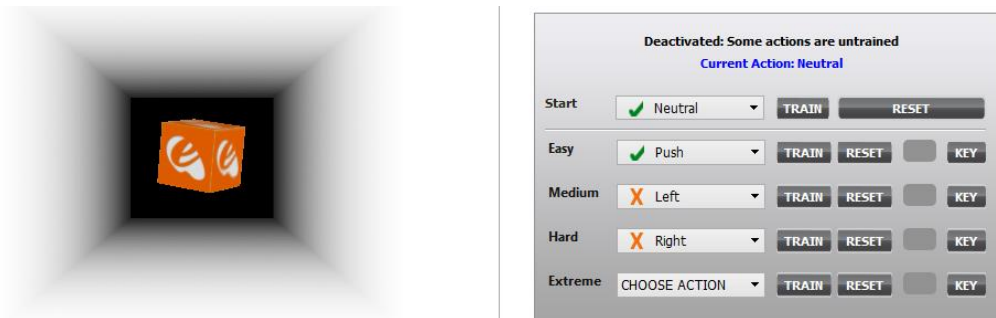 Deactivated: Some actions are untrained
Current Action: Neutral
Start Neutral TRAIN RESET
Easy Push TRAIN RESET KEY
Medium X Left TRAIN RESET KEY
Hard X Right TRAIN RESET KEY
Extreme CHOOSE ACTION TRAIN RESET KEY